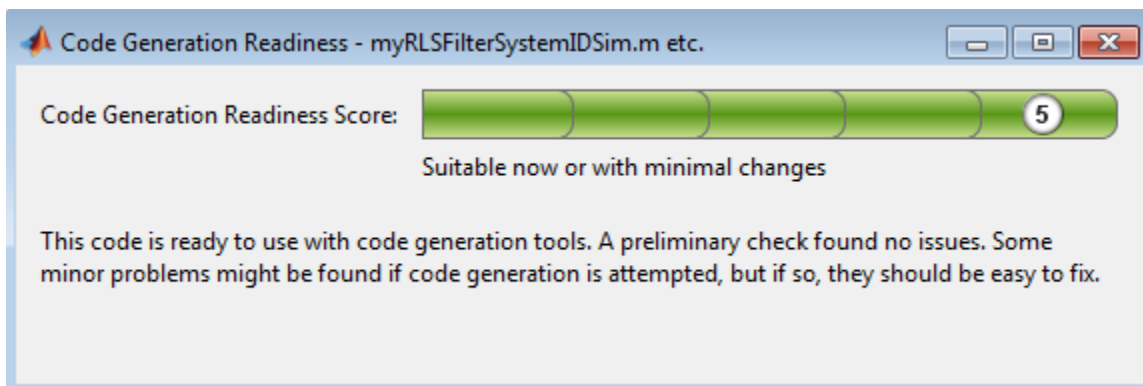 Code Generation Readiness - myRLSFilterSystemIDSim.m etc.
Code Generation Readiness Score:
5
Suitable now or with minimal changes
This code is ready to use with code generation tools. A preliminary check found no issues. Some
minor problems might be found if code generation is attempted, but if so, they should be easy to fix.